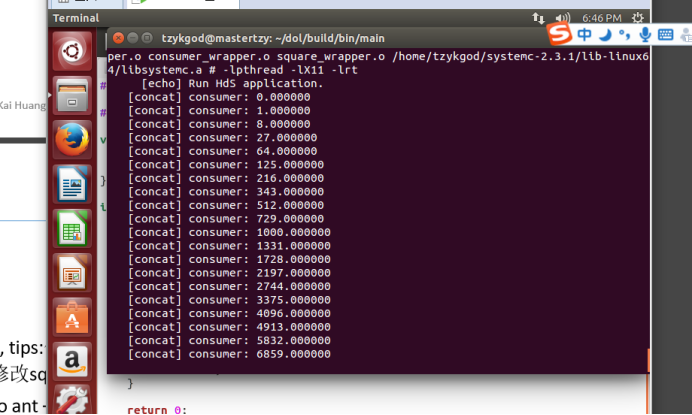 Terminal
6:46 PM
tzykgod@mastertzy: ~/dol/build/bin/main
中
per.o consumer_wrapper.o square_wrapper.o /home/tzykgod/systemc-2.3.1/lib-linux6
4/libsystemc.a # -lpthread -lX11 -lrt
[echo] Run HdS application.
[concat] consumer: 0.000000
[concat] consumer: 1.000000
[concat] consumer: 8.000000
[concat] consumer: 27.000000
[concat] consumer: 64.000000
[concat] consumer: 125.000000
[concat] consumer: 216.000000
[concat] consumer: 343.000000
[concat] consumer: 512.000000
[concat] consumer: 729.000000
[concat] consumer: 1000.000000
[concat] consumer: 1331.000000
[concat] consumer: 1728.000000
[concat] consumer: 2197.000000
[concat] consumer: 2744.000000
[concat] consumer: 3375.000000
[concat] consumer: 4096.000000
[concat] consumer: 4913.000000
[concat] consumer: 5832.000000
[concat] consumer: 6859.000000
}
return 0;
Kai Huang
, tips:
修改sq
o ant -
#
#
v
}
i